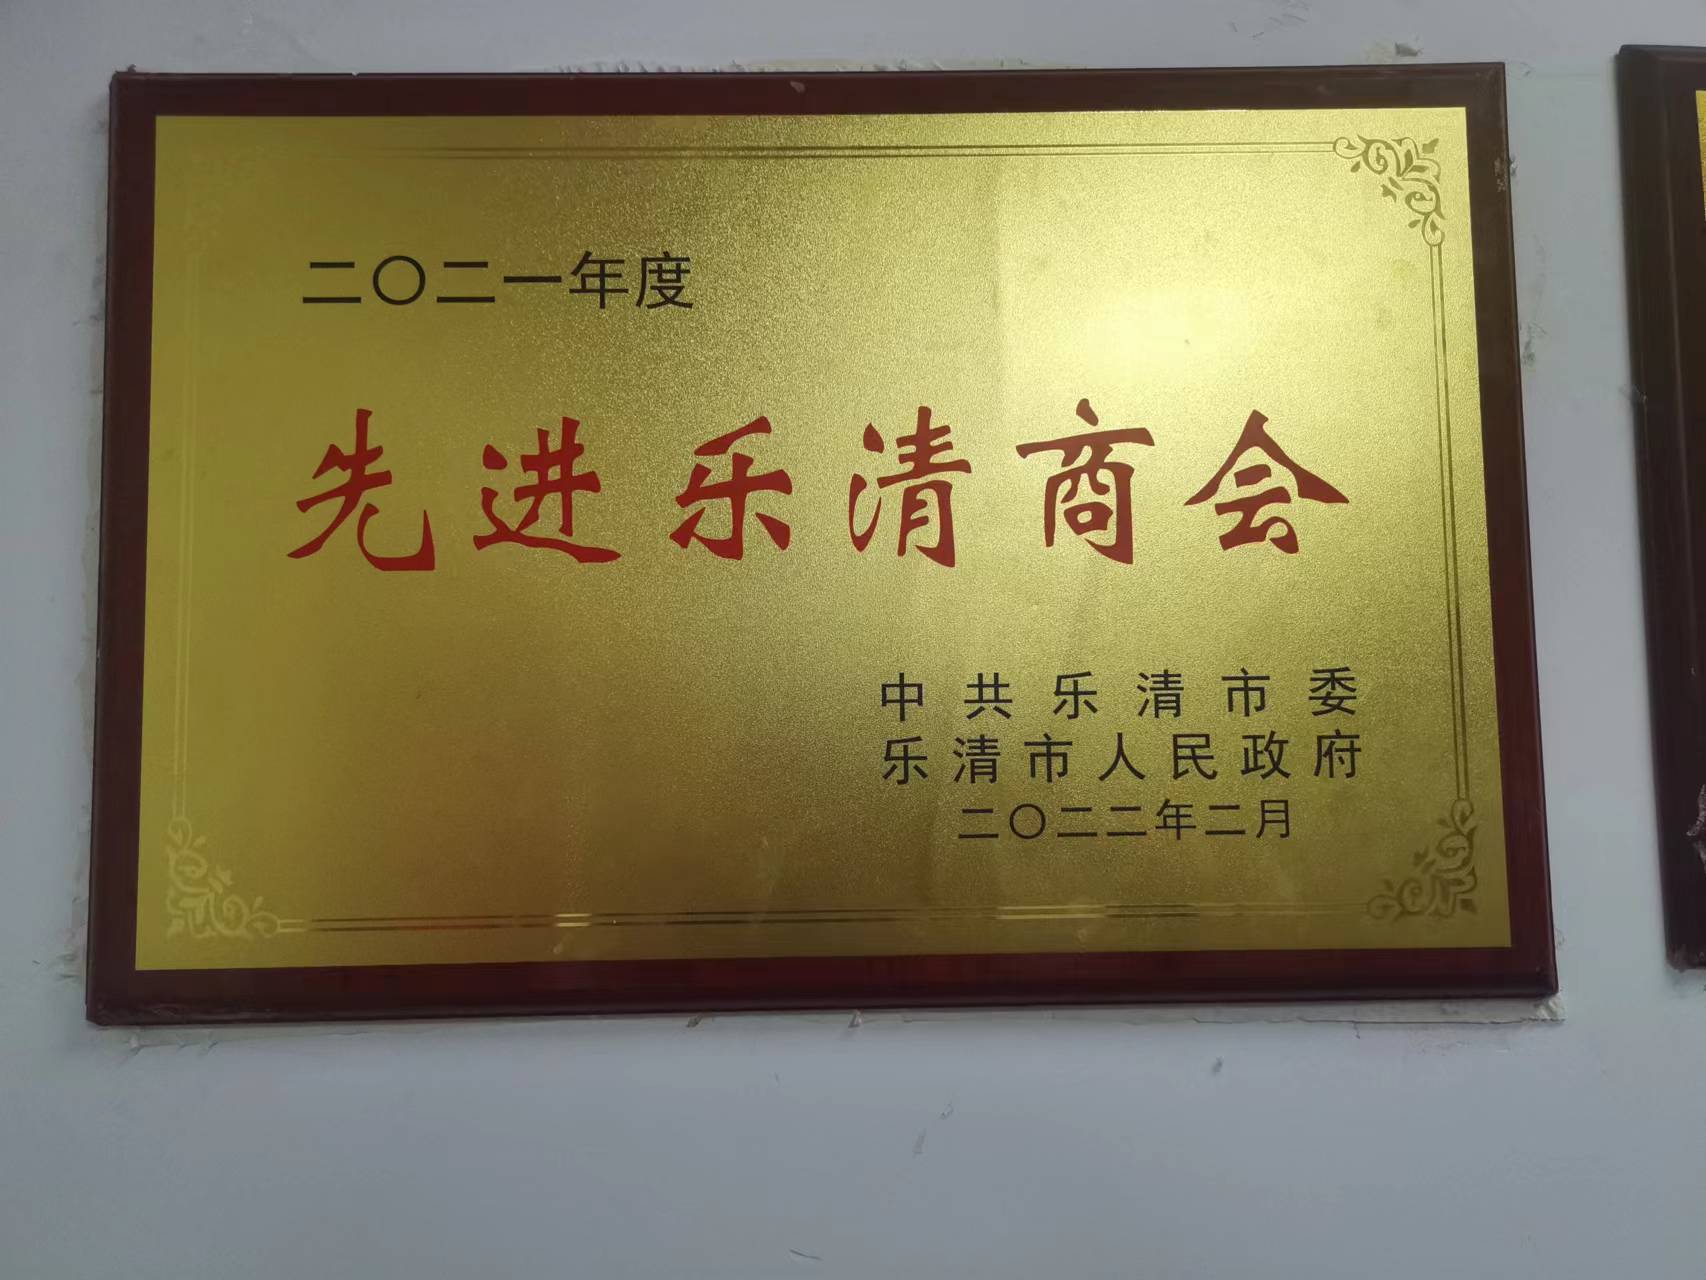 二〇二一年度
先进乐清商会
中共乐清市委
乐清市人民政府
二〇二二年二月